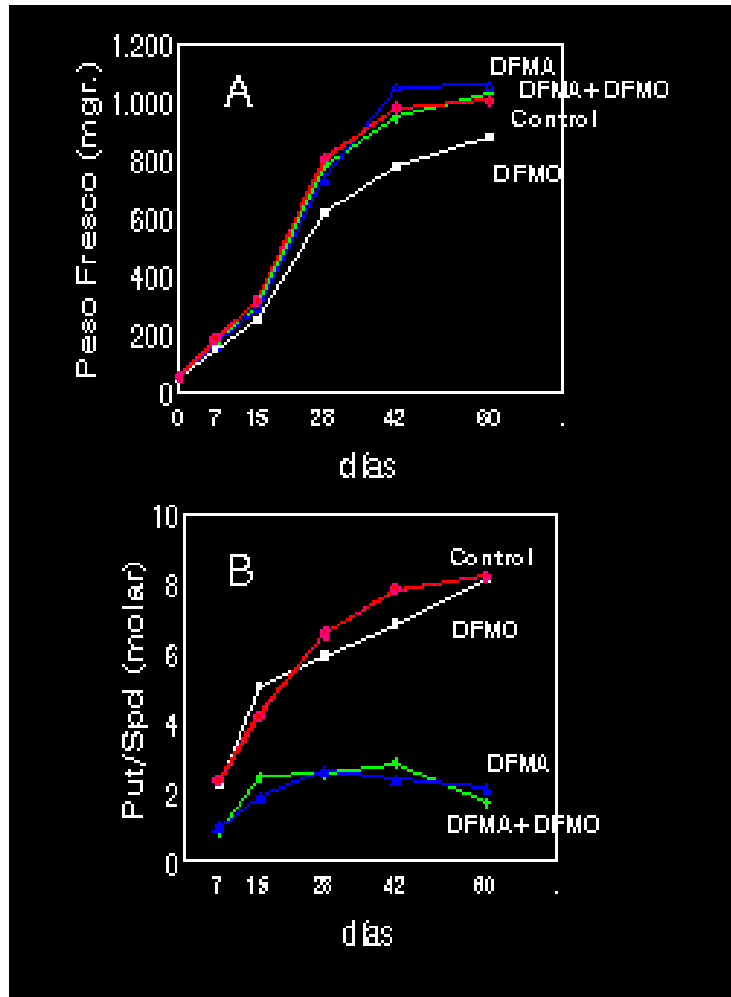 1.200
A
DFMA
DFMA+DFMO
1.000
Control
800
DFMO
600
400
200
0
Peso Fresco (mgr.)
0 7 15 28 42 60 .
días
10
B
Control
8
DFMO
6
4
DFMA
2
DFMA+DFMO
0
Put/Spd (molar)
7 15 28 42 60 .
días